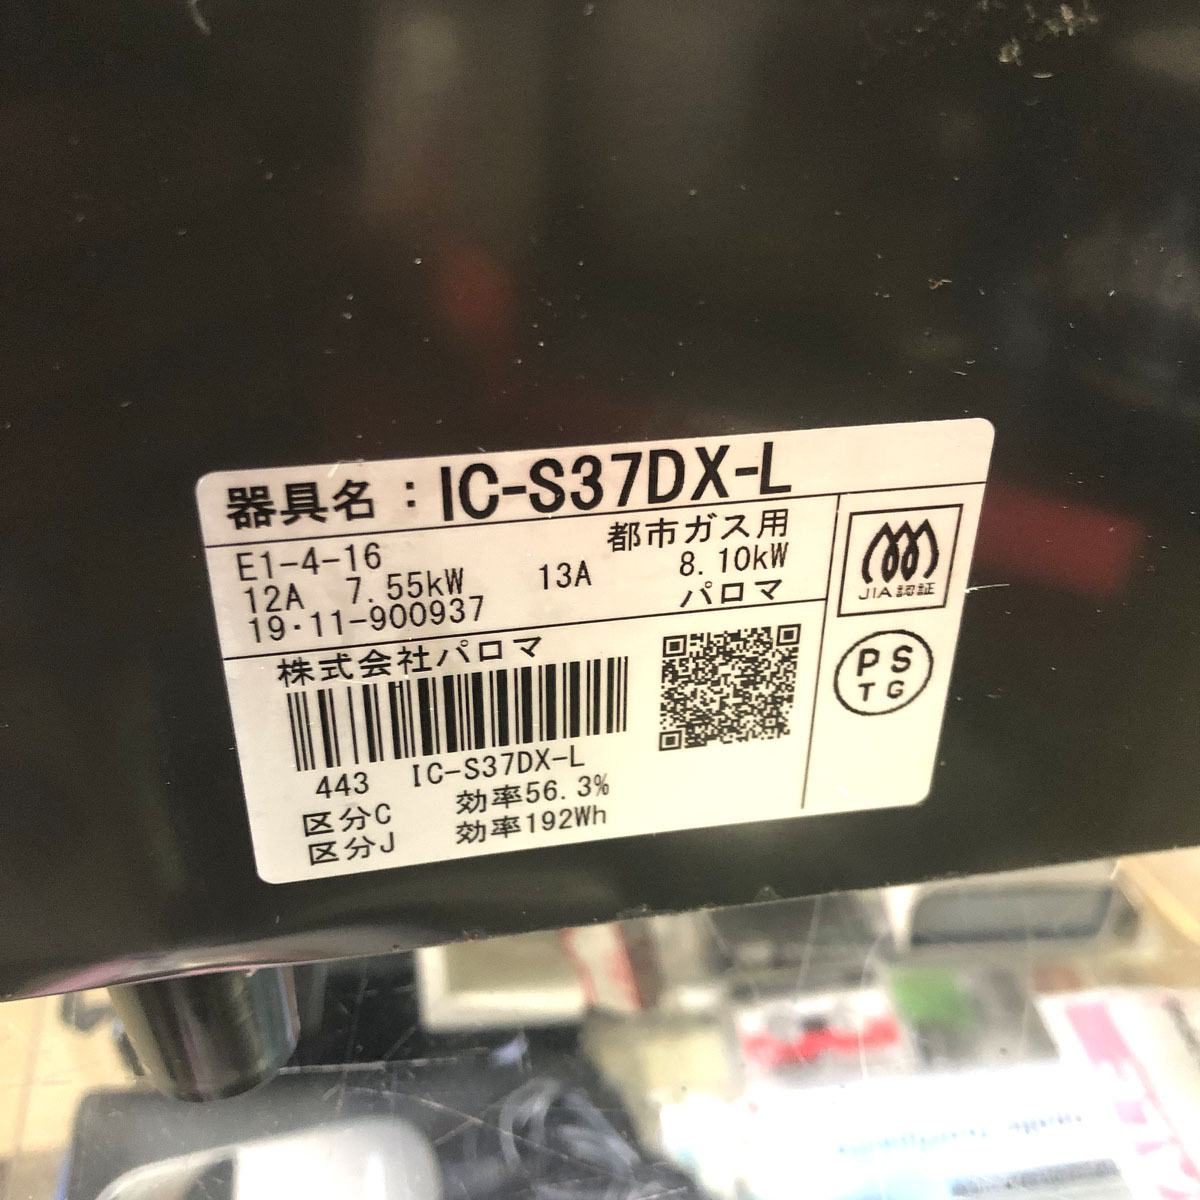 器具名：IC-S37DX-L
E1-4-16 都市ガス用
12A 7.55kW 13A 8.10kW
19・11-900937 パロマ
株式会社パロマ
443 IC-S37DX-L
区分C 効率56.3%
区分J 効率192Wh
JIA認証
PS
TG